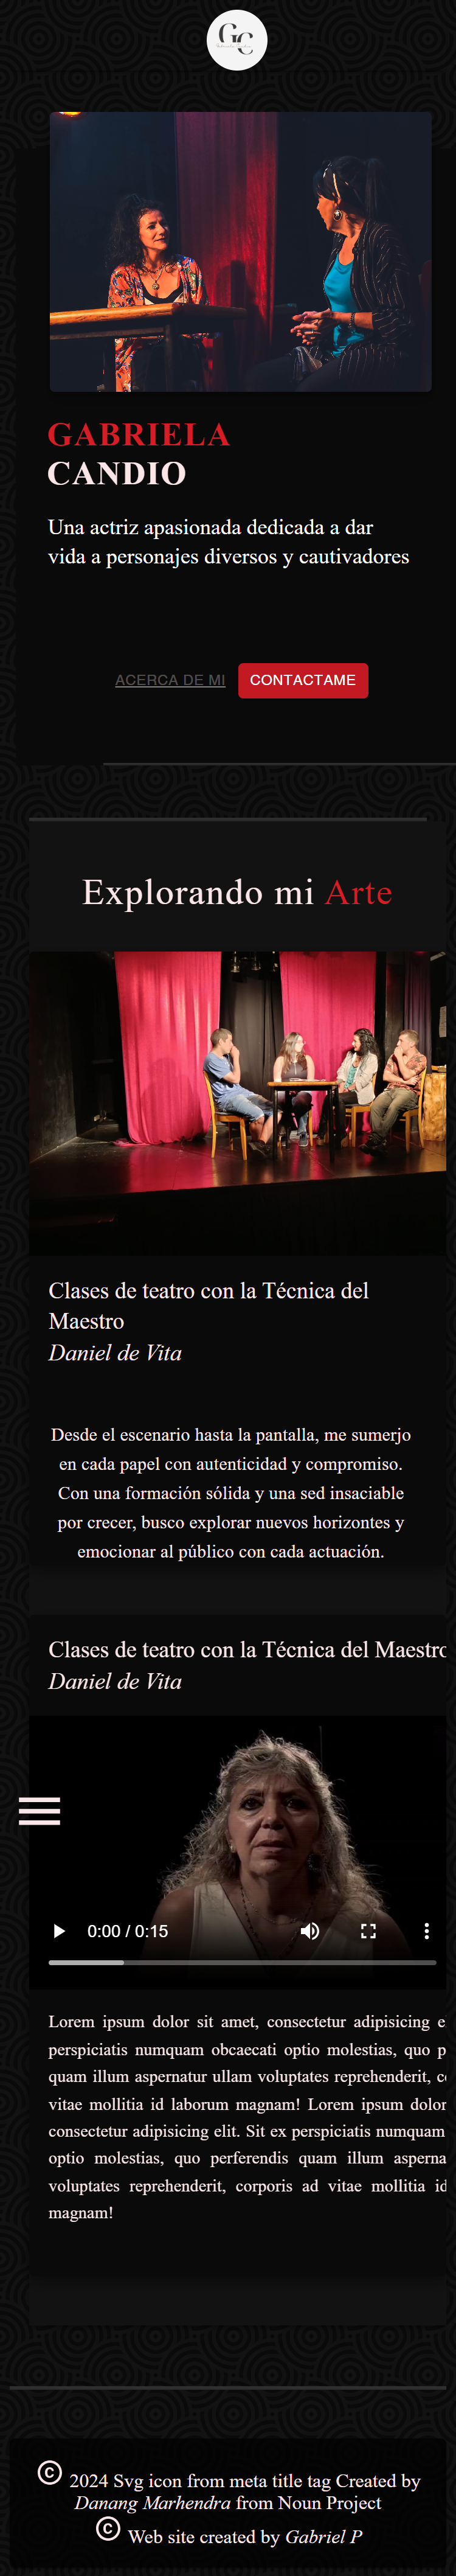 GC
GABRIELA
CANDIO
Una actriz apasionada dedicada a dar
vida a personajes diversos y cautivadores
ACERCA DE MI CONTACTAME
Explorando mi Arte
Clases de teatro con la Técnica del
Maestro
Daniel de Vita
Desde el escenario hasta la pantalla, me sumerjo
en cada papel con autenticidad y compromiso.
Con una formación sólida y una sed insaciable
por crecer, busco explorar nuevos horizontes y
emocionar al público con cada actuación.
Clases de teatro con la Técnica del Maestro
Daniel de Vita
0:00 / 0:15
Lorem ipsum dolor sit amet, consectetur adipisicing e
perspiciatis numquam obcaecati optio molestias, quo p
quam illum aspernatur ullam voluptates reprehenderit, c
vitae mollitia id laborum magnam! Lorem ipsum dolor
consectetur adipisicing elit. Sit ex perspiciatis numquam
optio molestias, quo perferendis quam illum asperna
voluptates reprehenderit, corporis ad vitae mollitia id
magnam!
© 2024 Svg icon from meta title tag Created by
Danang Marhendra from Noun Project
© Web site created by Gabriel P